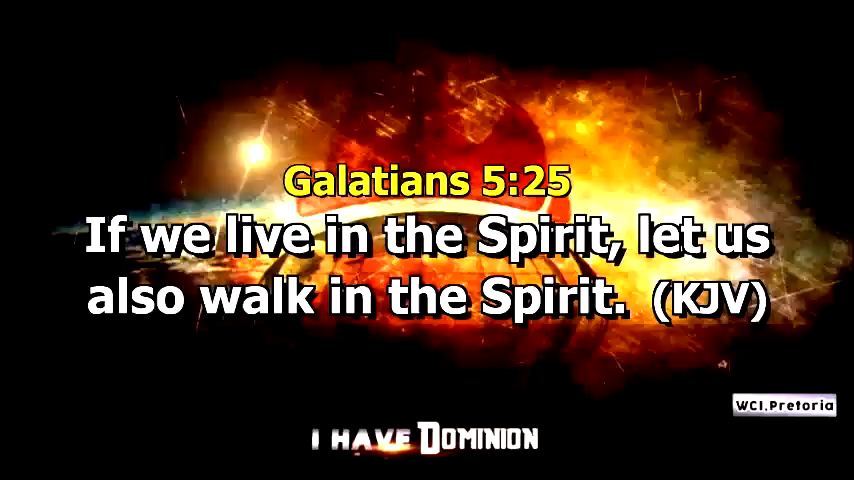 Galatians 5:25
If we live in the Spirit, let us
also walk in the Spirit. (KJV)
WCI.Pretoria
I HAVE DOMINION